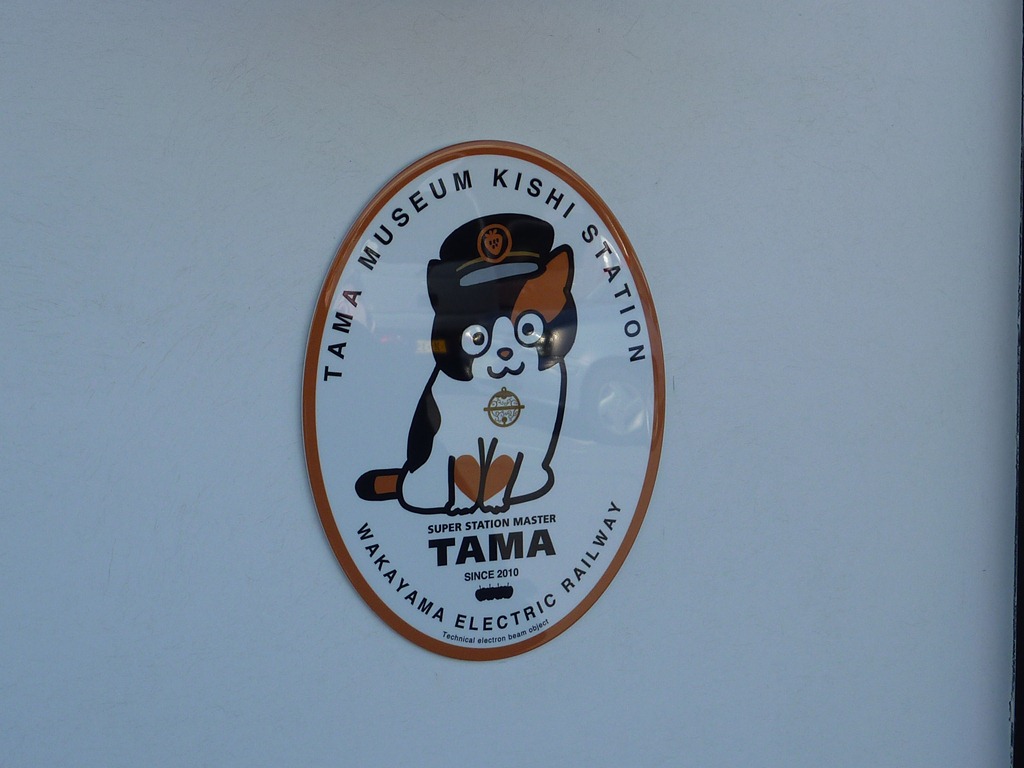 TAMA MUSEUM KISHI STATION
SUPER STATION MASTER
TAMA
SINCE 2010
WAKAYAMA ELECTRIC RAILWAY
Technical electron beam object